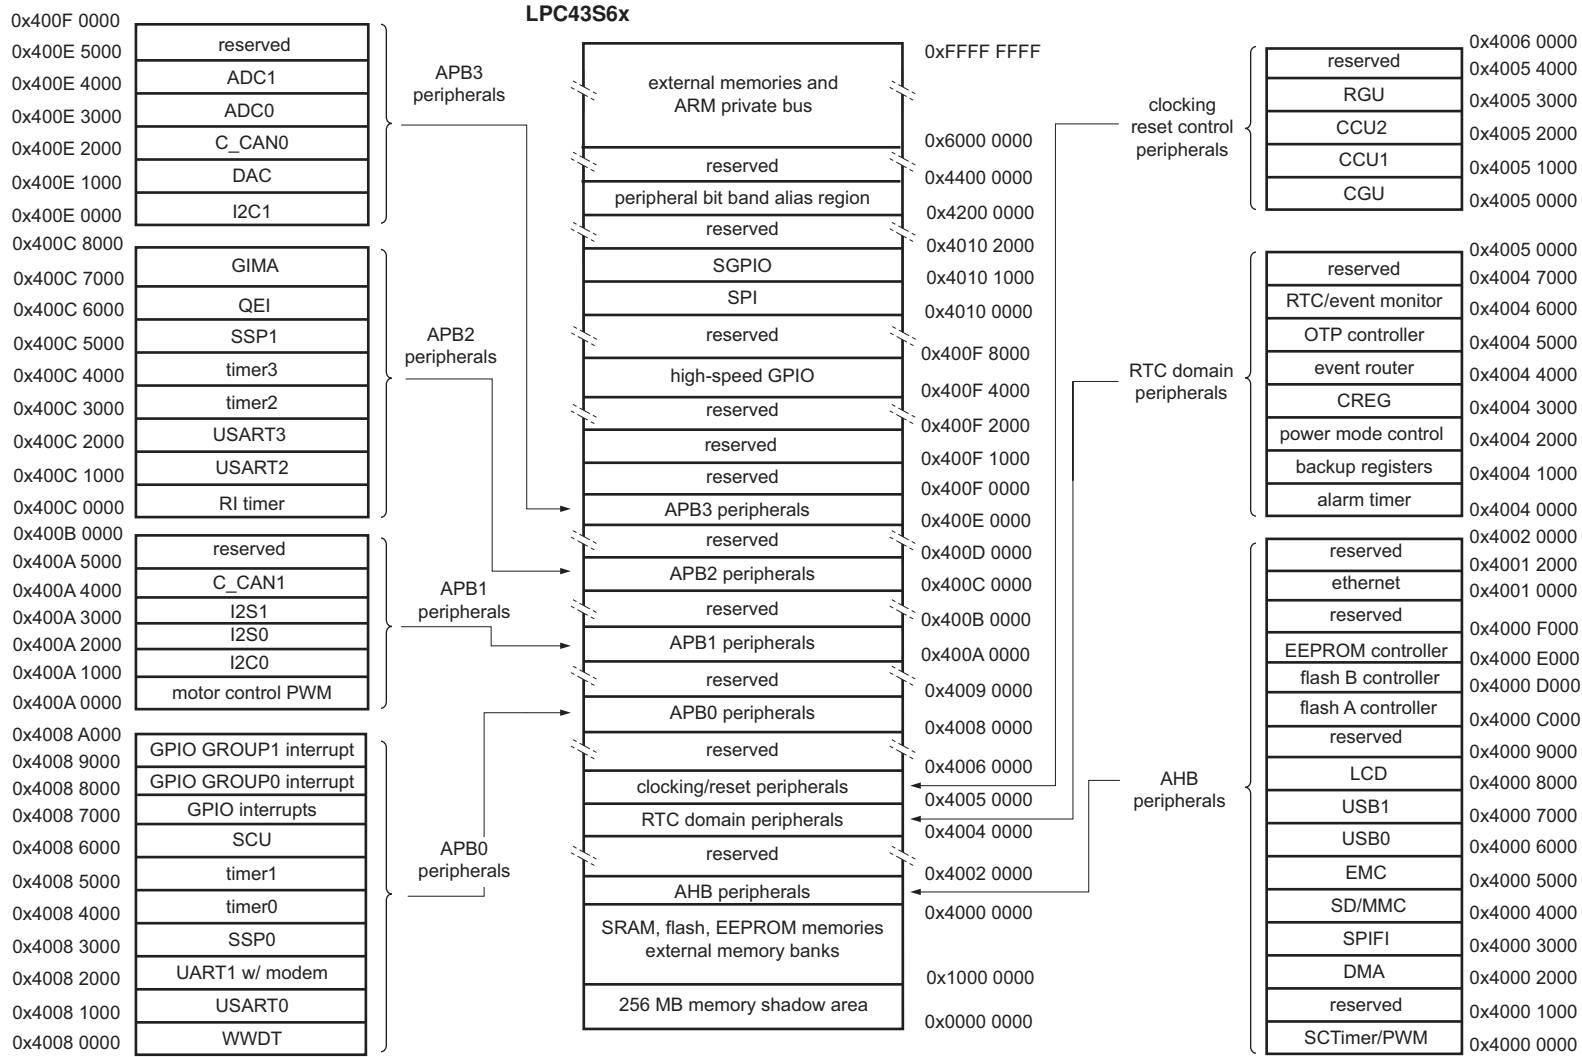 LPC43S6x
0x400F 0000
reserved
0x400E 5000
ADC1
0x400E 4000
ADC0
0x400E 3000
C_CAN0
0x400E 2000
DAC
0x400E 1000
I2C1
0x400E 0000
APB3
peripherals
0x400C 8000
GIMA
0x400C 7000
QEI
0x400C 6000
SSP1
0x400C 5000
timer3
0x400C 4000
timer2
0x400C 3000
USART3
0x400C 2000
USART2
0x400C 1000
RI timer
0x400C 0000
APB2
peripherals
0x400B 0000
reserved
0x400A 5000
C_CAN1
0x400A 4000
I2S1
0x400A 3000
I2S0
0x400A 2000
I2C0
0x400A 1000
motor control PWM
0x400A 0000
APB1
peripherals
0x4008 A000
GPIO GROUP1 interrupt
0x4008 9000
GPIO GROUP0 interrupt
0x4008 8000
GPIO interrupts
0x4008 7000
SCU
0x4008 6000
timer1
0x4008 5000
timer0
0x4008 4000
SSP0
0x4008 3000
UART1 w/ modem
0x4008 2000
USART0
0x4008 1000
WWDT
0x4008 0000
APB0
peripherals
0xFFFF FFFF
external memories and
ARM private bus
0x6000 0000
reserved
0x4400 0000
peripheral bit band alias region
0x4200 0000
reserved
0x4010 2000
SGPIO
0x4010 1000
SPI
0x4010 0000
reserved
0x400F 8000
high-speed GPIO
0x400F 4000
reserved
0x400F 2000
reserved
0x400F 1000
reserved
0x400F 0000
APB3 peripherals
0x400E 0000
reserved
0x400D 0000
APB2 peripherals
0x400C 0000
reserved
0x400B 0000
APB1 peripherals
0x400A 0000
reserved
0x4009 0000
APB0 peripherals
0x4008 0000
reserved
0x4006 0000
clocking/reset peripherals
0x4005 0000
RTC domain peripherals
0x4004 0000
reserved
0x4002 0000
AHB peripherals
0x4000 0000
SRAM, flash, EEPROM memories
external memory banks
0x1000 0000
256 MB memory shadow area
0x0000 0000
clocking
reset control
peripherals
0x4006 0000
reserved
0x4005 4000
RGU
0x4005 3000
CCU2
0x4005 2000
CCU1
0x4005 1000
CGU
0x4005 0000
RTC domain
peripherals
0x4005 0000
reserved
0x4004 7000
RTC/event monitor
0x4004 6000
OTP controller
0x4004 5000
event router
0x4004 4000
CREG
0x4004 3000
power mode control
0x4004 2000
backup registers
0x4004 1000
alarm timer
0x4004 0000
AHB
peripherals
0x4002 0000
reserved
0x4001 2000
ethernet
0x4001 0000
reserved
0x4000 F000
EEPROM controller
0x4000 E000
flash B controller
0x4000 D000
flash A controller
0x4000 C000
reserved
0x4000 9000
LCD
0x4000 8000
USB1
0x4000 7000
USB0
0x4000 6000
EMC
0x4000 5000
SD/MMC
0x4000 4000
SPIFI
0x4000 3000
DMA
0x4000 2000
reserved
0x4000 1000
SCTimer/PWM
0x4000 0000